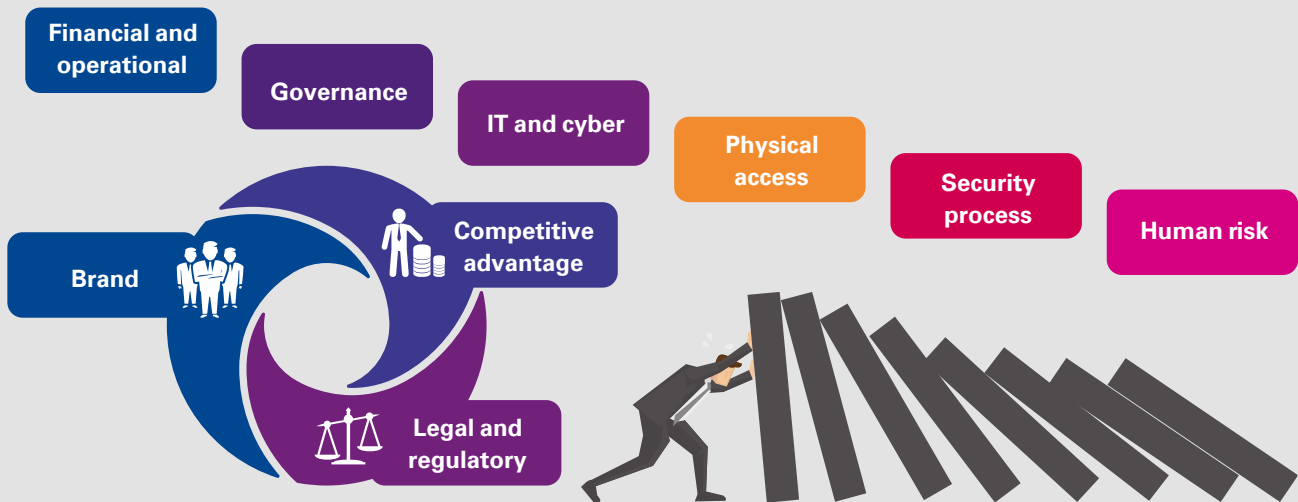 Financial and
operational
Governance
IT and cyber
Physical
access
Security
process
Human risk
Brand
Competitive
advantage
Legal and
regulatory